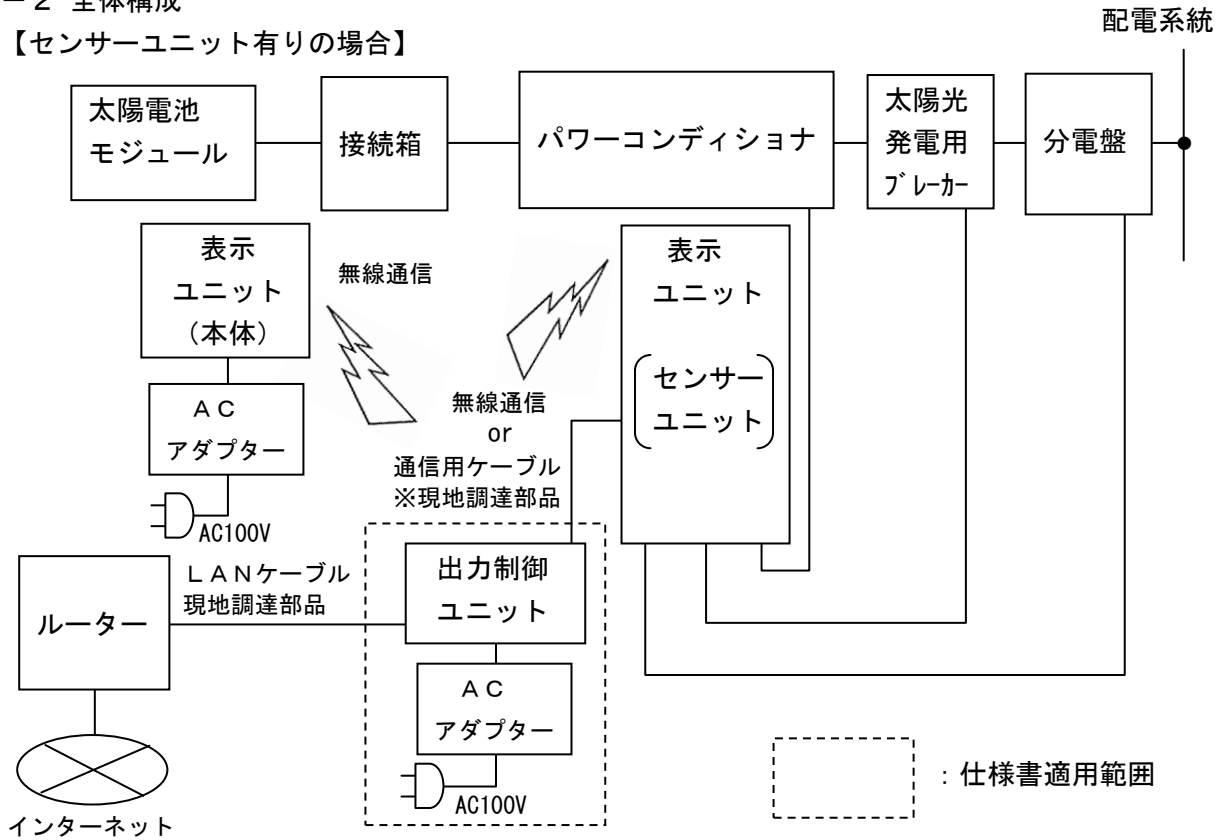 －２ 全体構成
【センサーユニット有りの場合】
配電系統
太陽電池
モジュール
接続箱
パワーコンディショナ
太陽光
発電用
ﾌﾞﾚｰｶｰ
分電盤
表示
ユニット
（本体）
無線通信
ＡＣ
アダプター
AC100V
無線通信
or
通信用ケーブル
※現地調達部品
表示
ユニット
センサー
ユニット
ルーター
ＬＡＮケーブル
現地調達部品
出力制御
ユニット
ＡＣ
アダプター
AC100V
インターネット
：仕様書適用範囲